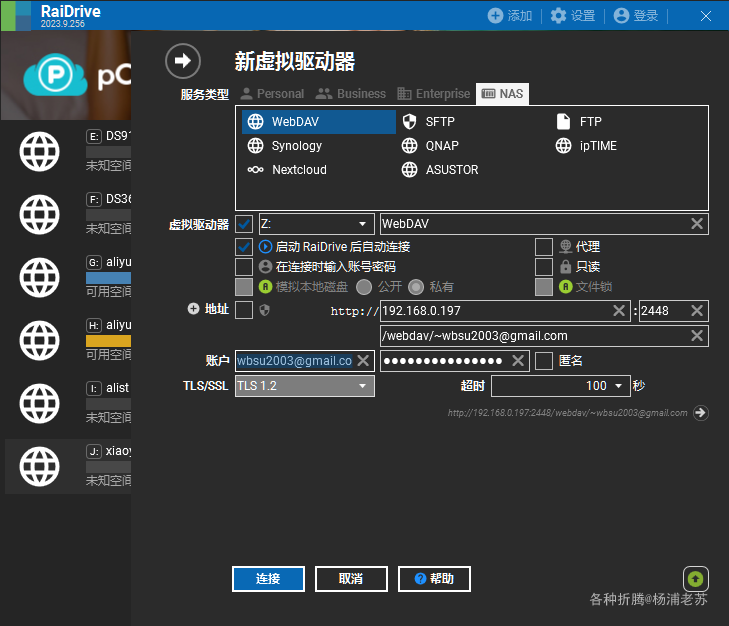 RaiDrive
2023.9.256
添加 设置 登录
新虚拟驱动器
服务类型 Personal Business Enterprise NAS
WebDAV SFTP FTP
Synology QNAP ipTIME
Nextcloud ASUSTOR
虚拟驱动器 Z: WebDAV
启动 RaiDrive 后自动连接 代理
在连接时输入账号密码 只读
模拟本地磁盘 公开 私有 文件锁
地址 http:// 192.168.0.197 : 2448
/webdav/~wbsu2003@gmail.com
账户 wbsu2003@gmail.co 匿名
TLS/SSL TLS 1.2 超时 100 秒
http://192.168.0.197:2448/webdav/~wbsu2003@gmail.com
P pC
E: DS91
未知空间
F: DS36
未知空间
G: aliyu
可用空间
H: aliyu
可用空间
I: alist
未知空间
J: xiaoy
未知空间
连接 取消 帮助
各种折腾@杨浦老苏